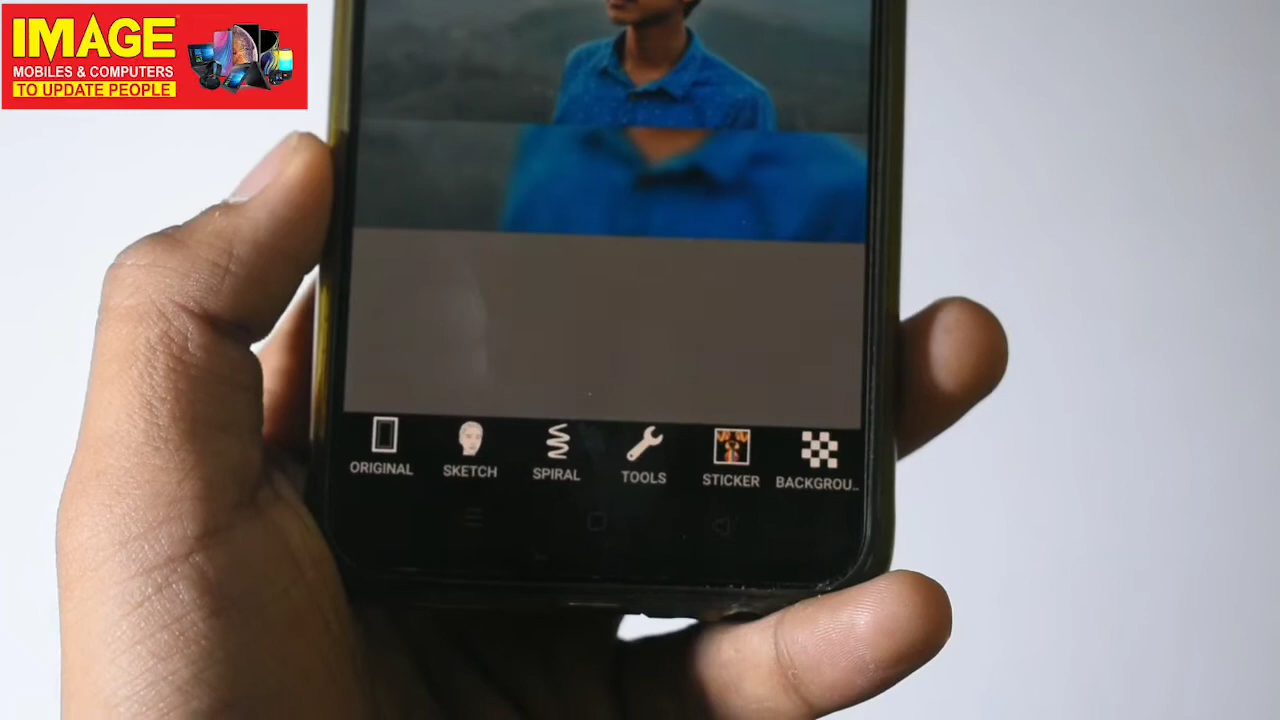 IMAGE
MOBILES & COMPUTERS
TO UPDATE PEOPLE
ORIGINAL SKETCH SPIRAL TOOLS STICKER BACKGROU..